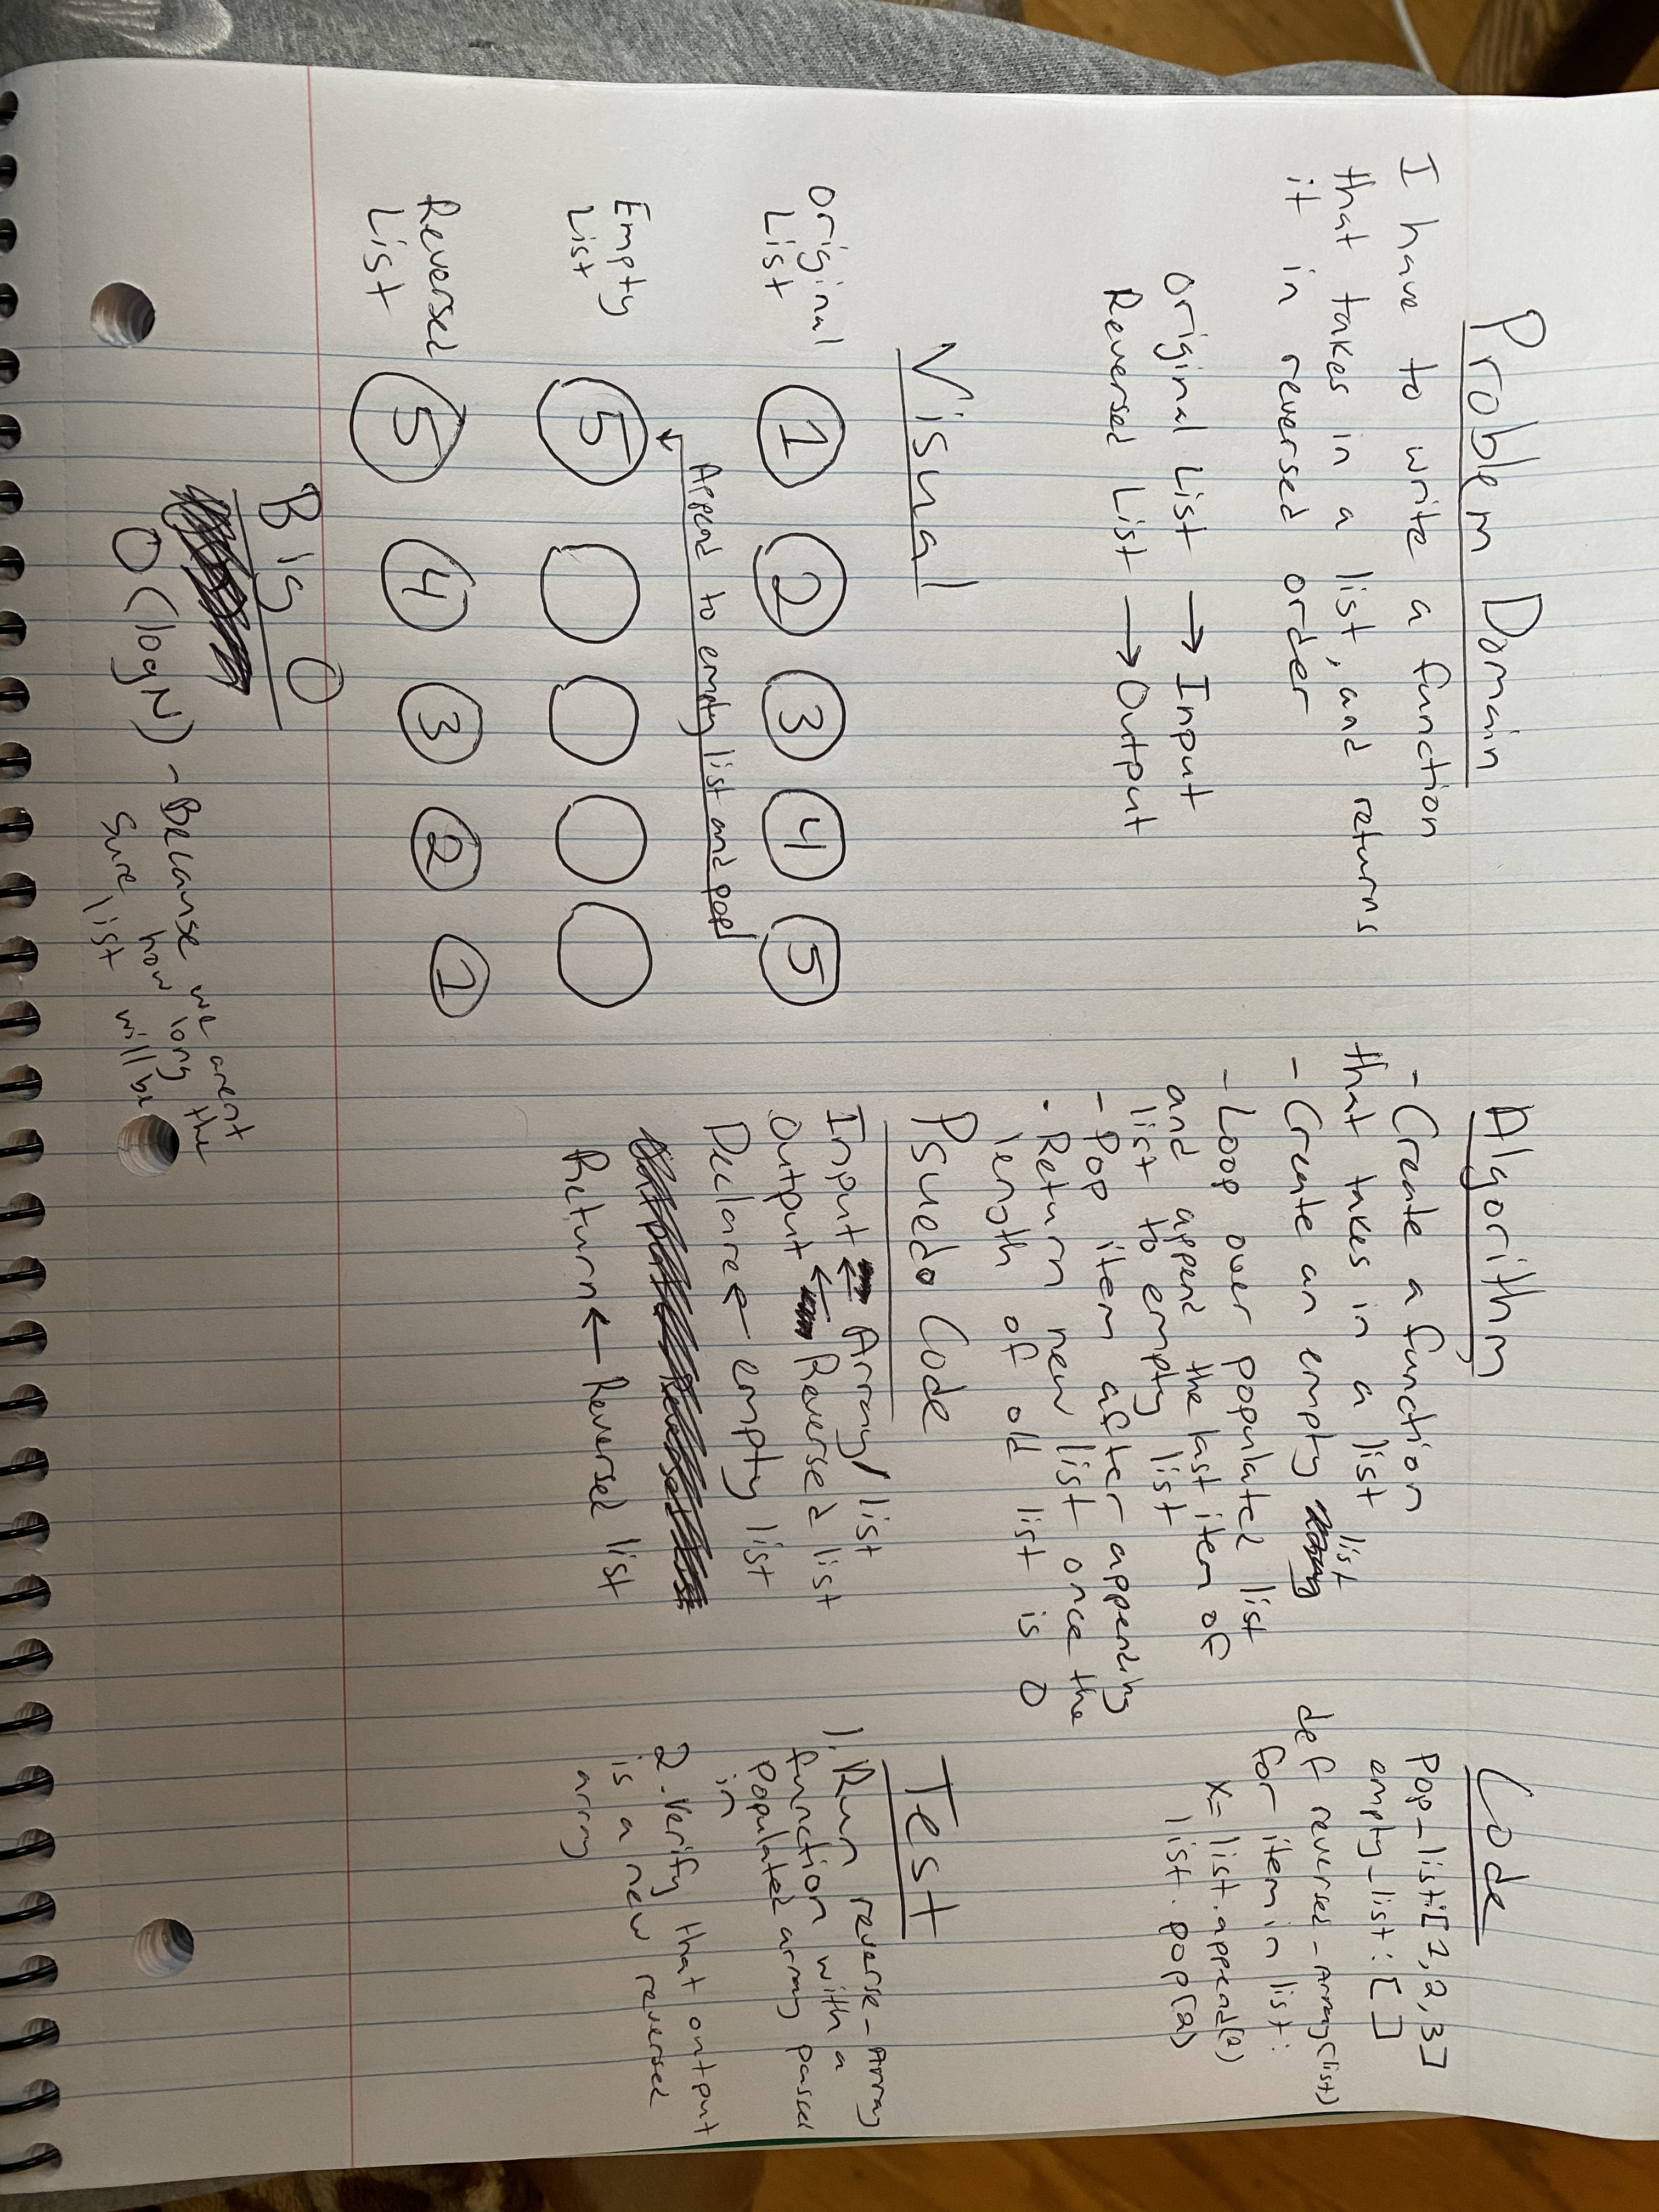 Problem Domain
I have to write a function
that takes in a list, and returns
it in reversed order
Original List → Input
Reversed List → Output
Visual
Original
List
1 2 3 4 5
Append to empty list and pop
Empty
List
5
Reversed
List
5 4 3 2 1
Big O
O(logN) - Because we arent
sure how long the
list will be
Algorithm
- Create a function
that takes in a list
- Create an empty list
- Loop over populated list
and append the last item of
list to empty list
- Pop item after appending
- Return new list once the
length of old list is 0
Psuedo Code
Input ← Array/list
Output ← Reversed list
Declare ← empty list
Return ← Reversed list
Code
Pop_list:[1,2,3]
empty_list:[]
def reverse-Array(list)
for item in list:
x= list.append(2)
list.pop(2)
Test
1. Run reverse-Array
function with a
populated array passed
in
2. Verify that output
is a new reversed
array